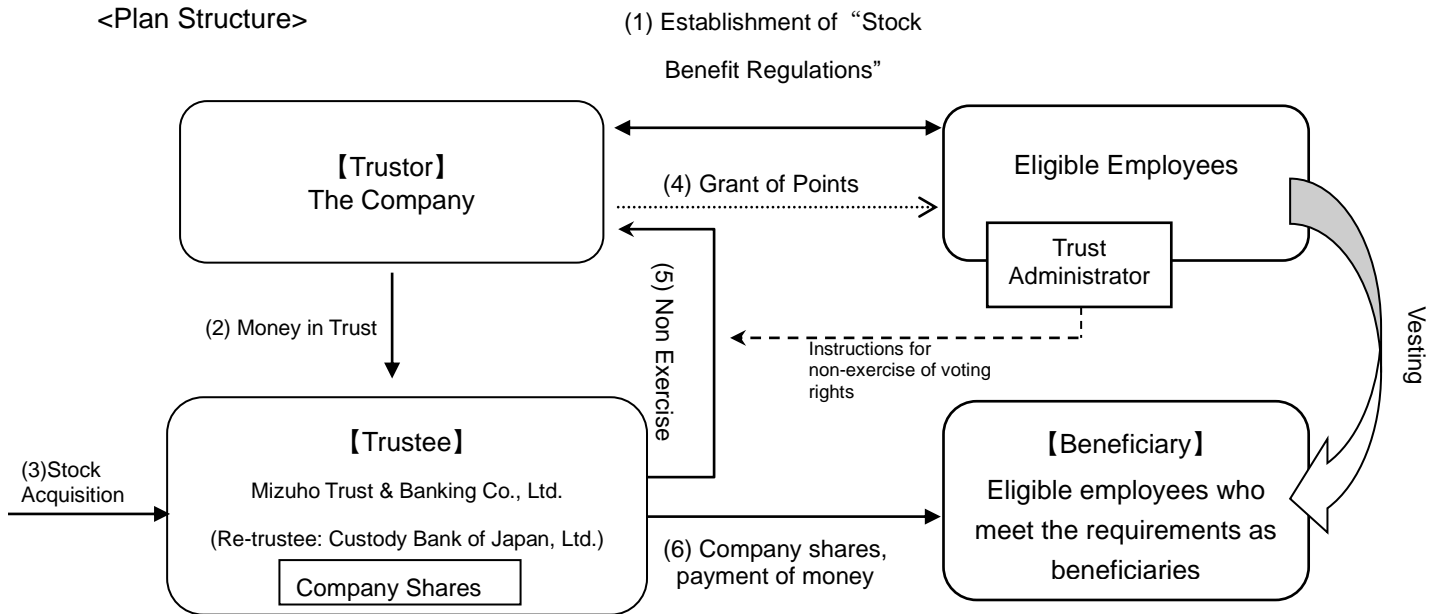 <Plan Structure>
(1) Establishment of “Stock
Benefit Regulations”
【Trustor】
The Company
(4) Grant of Points
Eligible Employees
Trust
Administrator
(2) Money in Trust
(5) Non Exercise
Instructions for
non-exercise of voting
rights
Vesting
(3)Stock
Acquisition
【Trustee】
Mizuho Trust & Banking Co., Ltd.
(Re-trustee: Custody Bank of Japan, Ltd.)
Company Shares
(6) Company shares,
payment of money
【Beneficiary】
Eligible employees who
meet the requirements as
beneficiaries